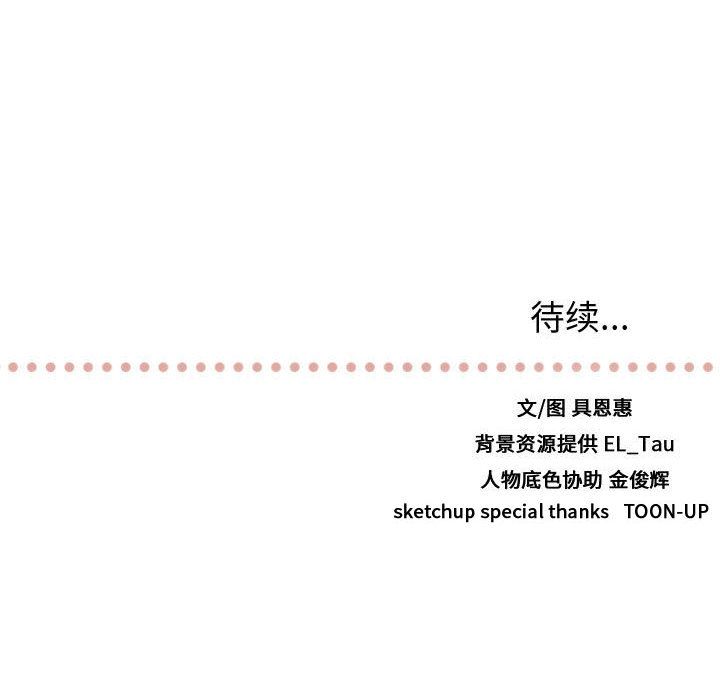 待续...
文/图 具恩惠
背景资源提供 EL_Tau
人物底色协助 金俊辉
sketchup special thanks TOON-UP